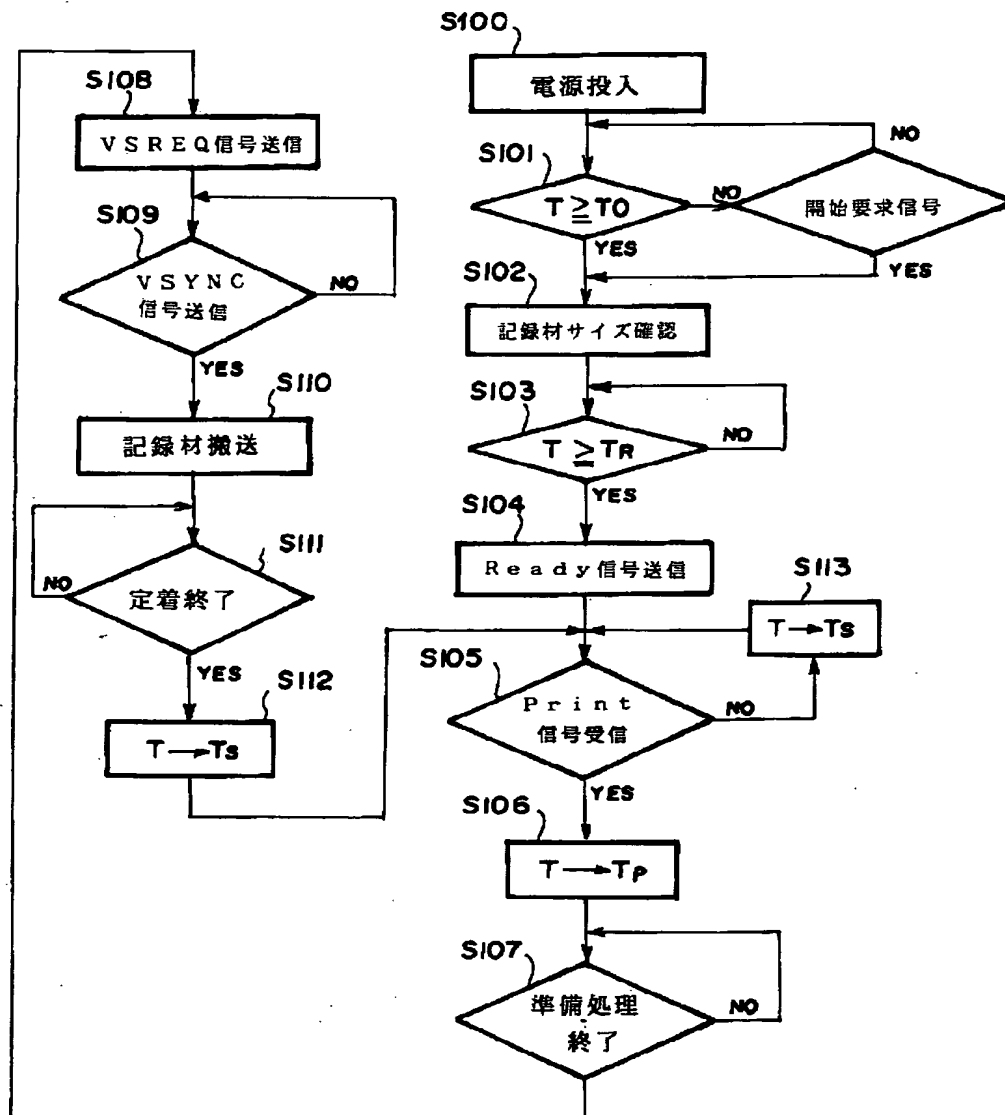 S100
電源投入
S101
T≧TO
NO
開始要求信号
NO
YES
YES
S102
記録材サイズ確認
S103
T≧TR
NO
YES
S104
Ready信号送信
S105
Print
信号受信
NO
S113
T→TS
YES
S106
T→TP
S107
準備処理
終了
NO
S108
VSREQ信号送信
S109
VSYNC
信号送信
NO
YES
S110
記録材搬送
S111
定着終了
NO
YES
S112
T→TS